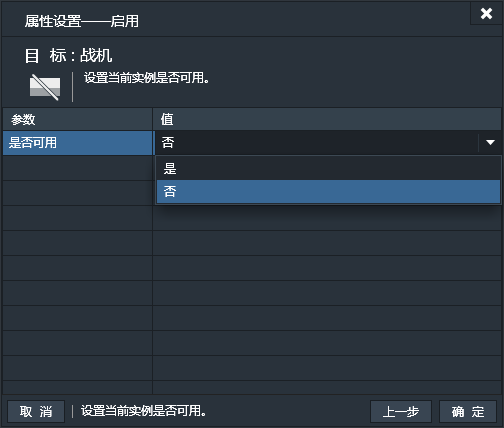 属性设置——启用
目 标 : 战机
设置当前实例是否可用。
参数 值
是否可用 否
是
否
取 消 设置当前实例是否可用。 上一步 确 定